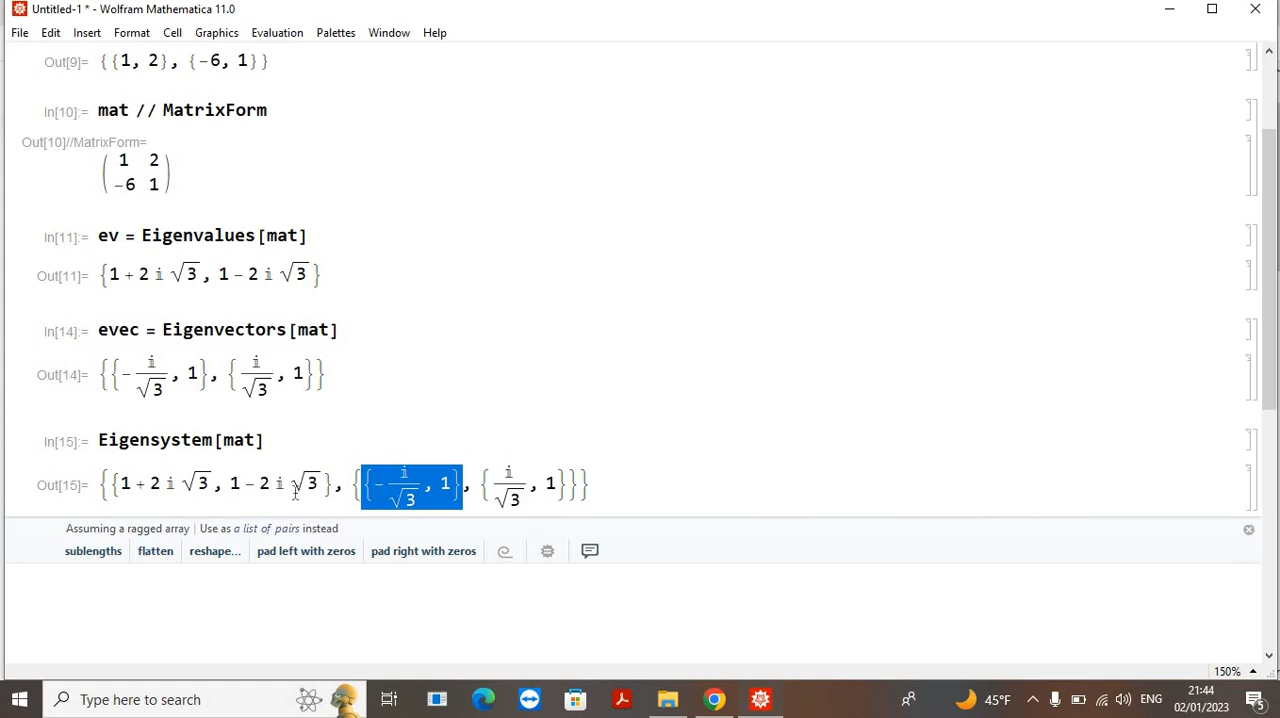 Untitled-1 * - Wolfram Mathematica 11.0
File Edit Insert Format Cell Graphics Evaluation Palettes Window Help
Out[9]= {{1, 2}, {-6, 1}}
In[10]:= mat // MatrixForm
Out[10]//MatrixForm=
1 2
-6 1
In[11]:= ev = Eigenvalues[mat]
Out[11]= {1 + 2 i √3, 1 - 2 i √3}
In[14]:= evec = Eigenvectors[mat]
Out[14]= {{- i/√3, 1}, {i/√3, 1}}
In[15]:= Eigensystem[mat]
Out[15]= {{1 + 2 i √3, 1 - 2 i √3}, {{- i/√3, 1}, {i/√3, 1}}}
Assuming a ragged array | Use as a list of pairs instead
sublengths flatten reshape... pad left with zeros pad right with zeros
150%
Type here to search 45°F ENG 21:44
02/01/2023 5